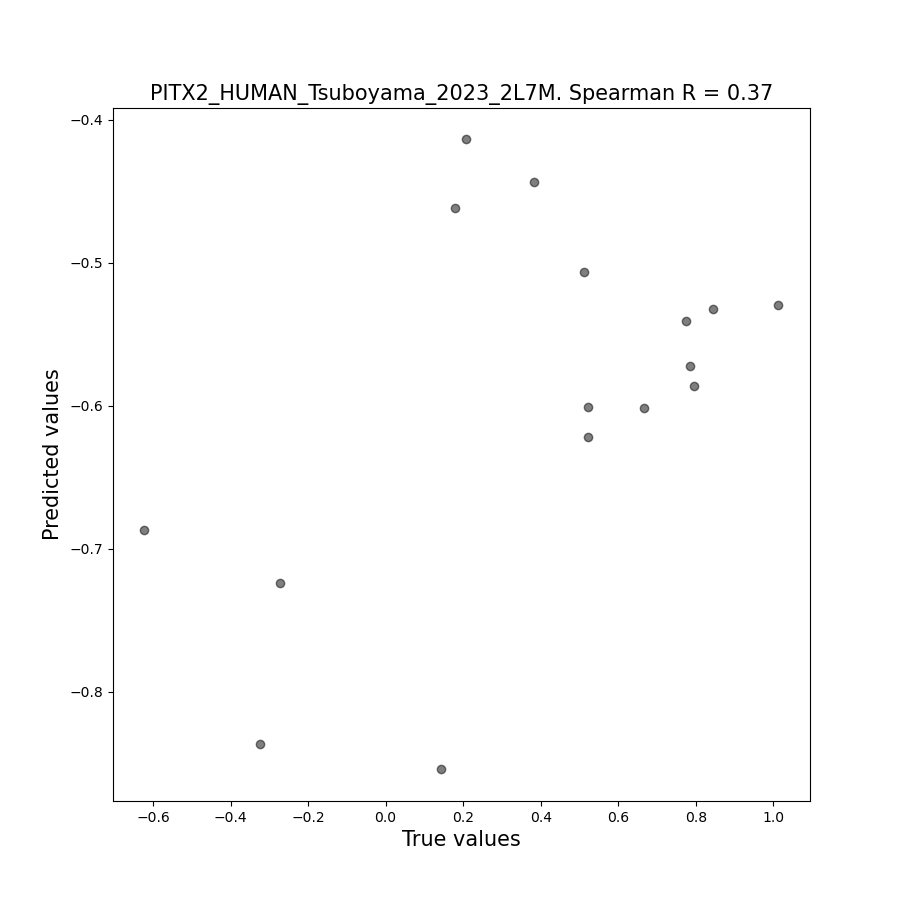 PITX2_HUMAN_Tsuboyama_2023_2L7M. Spearman R = 0.37
−0.4
−0.5
−0.6
−0.7
−0.8
Predicted values
−0.6 −0.4 −0.2 0.0 0.2 0.4 0.6 0.8 1.0
True values